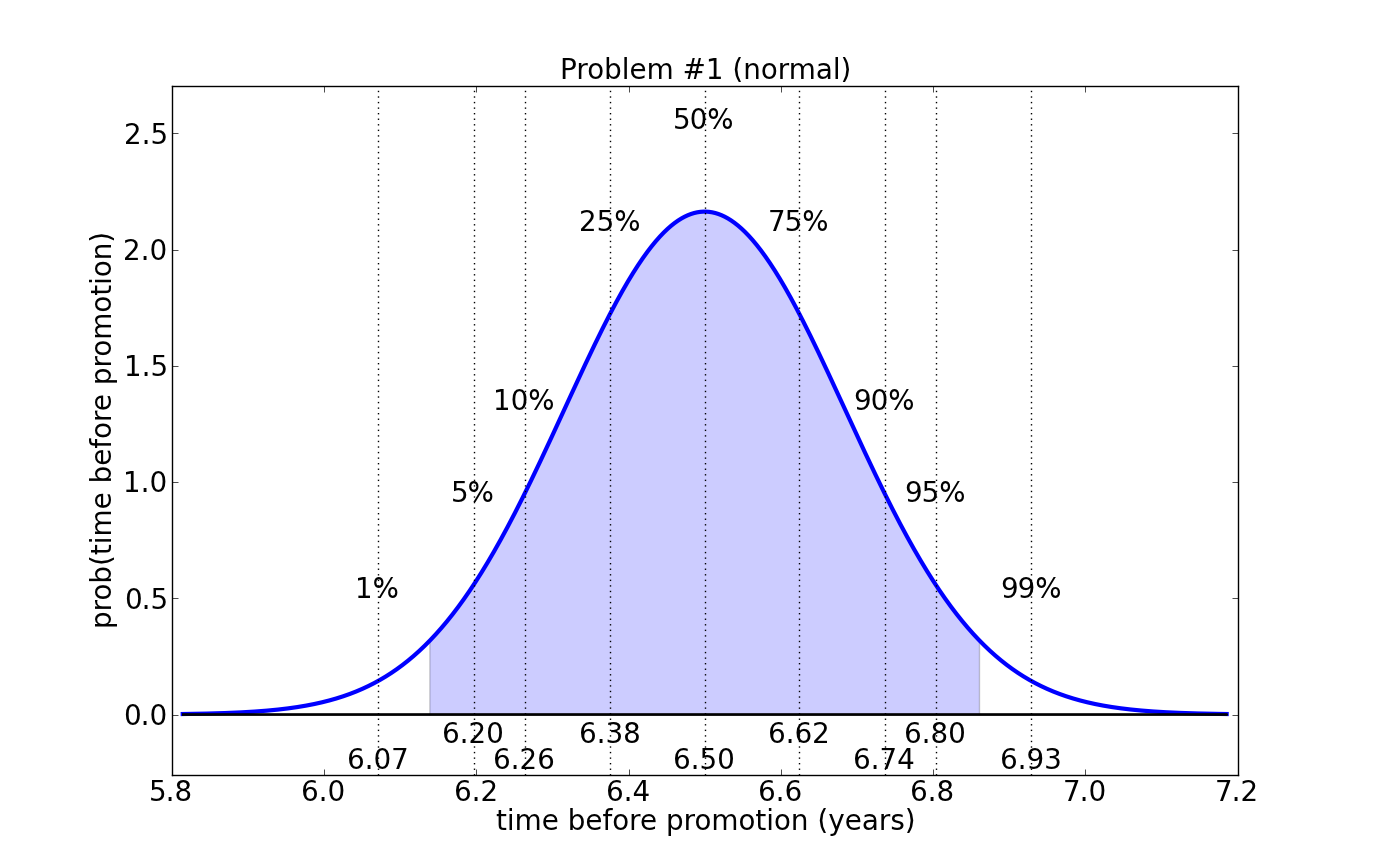 Problem #1 (normal)
50%
2.5
25% 75%
2.0
1.5
10% 90%
5% 95%
1.0
1% 99%
0.5
0.0
6.20 6.38 6.62 6.80
6.07 6.26 6.50 6.74 6.93
5.8 6.0 6.2 6.4 6.6 6.8 7.0 7.2
time before promotion (years)
prob(time before promotion)